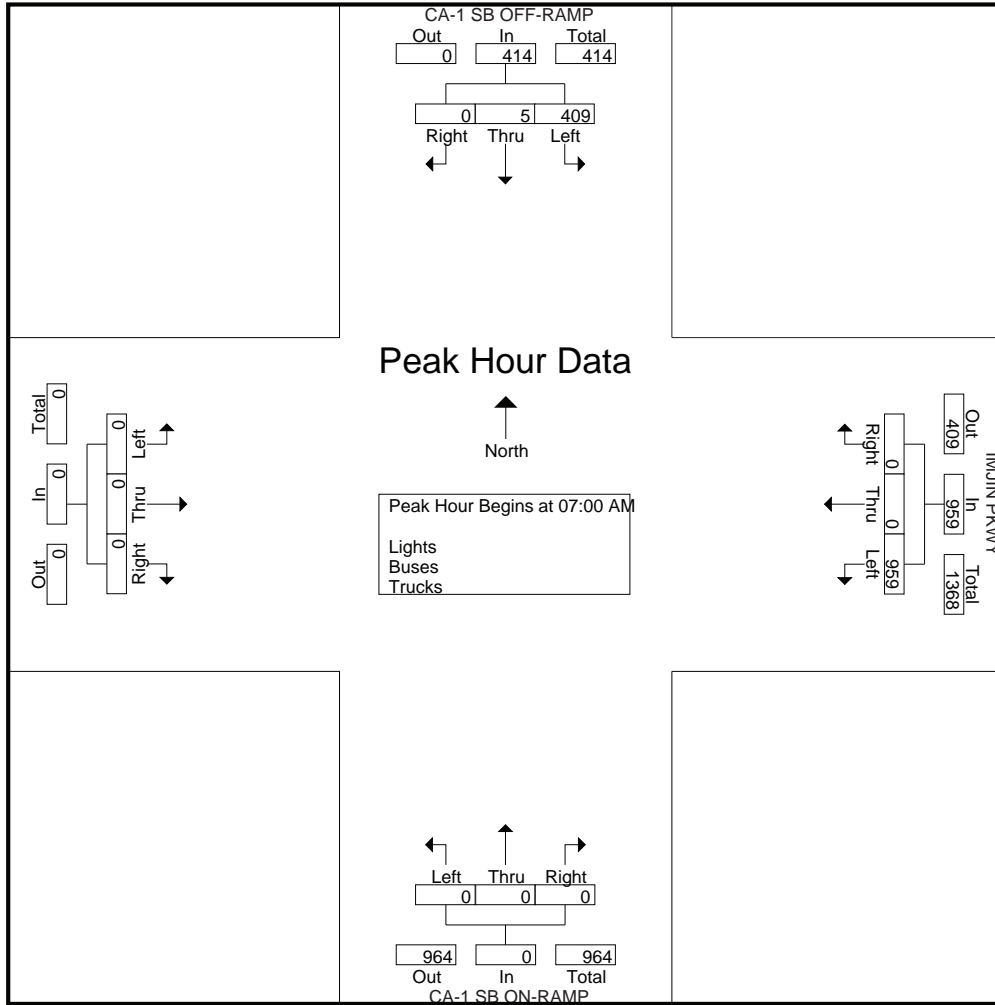 CA-1 SB OFF-RAMP
Out In Total
0 414 414
0 5 409
Right Thru Left
Peak Hour Data
North
Peak Hour Begins at 07:00 AM
Lights
Buses
Trucks
Total In Out
0 0 0
0 0 0
Left Thru Right
IMJIN PKWY
Out In Total
409 959 1368
0 0 959
Right Thru Left
Left Thru Right
0 0 0
964 0 964
Out In Total
CA-1 SB ON-RAMP